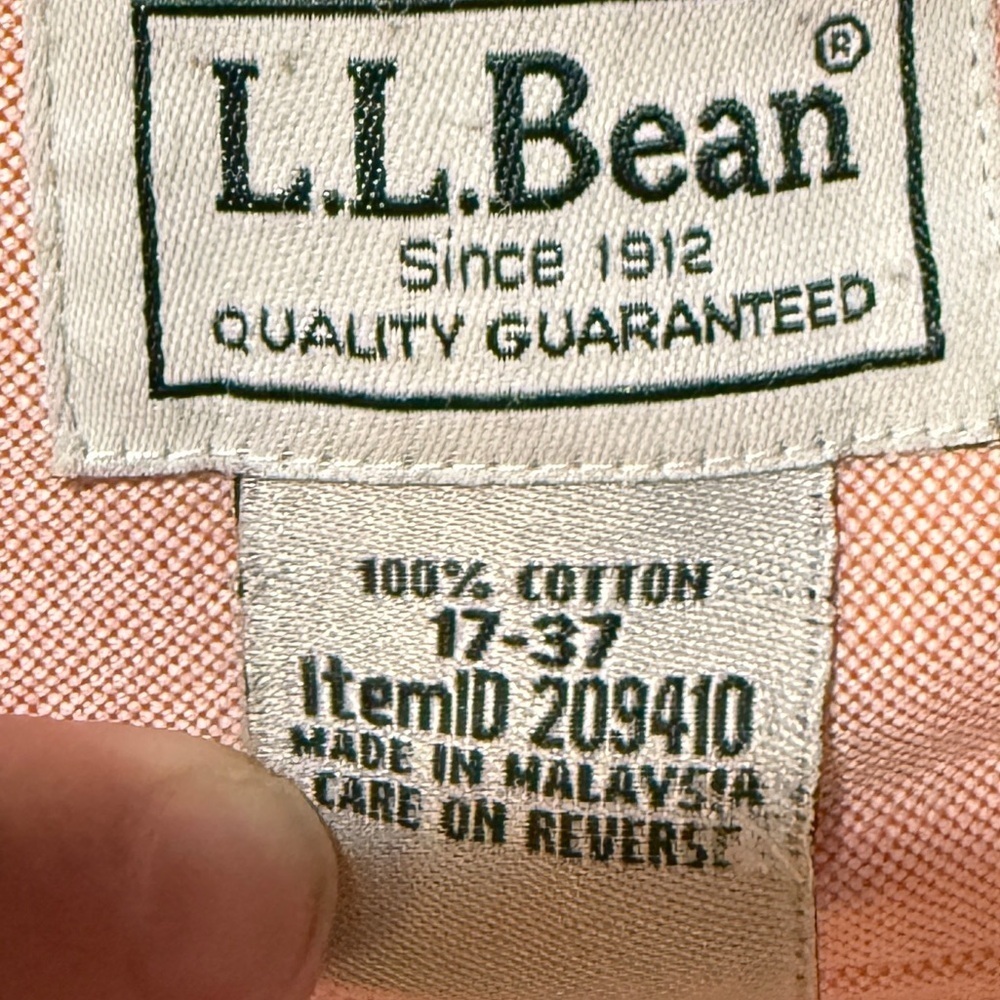 L.L.Bean®
Since 1912
QUALITY GUARANTEED
100% COTTON
17-37
ItemID 209410
MADE IN MALAYSIA
CARE ON REVERSE